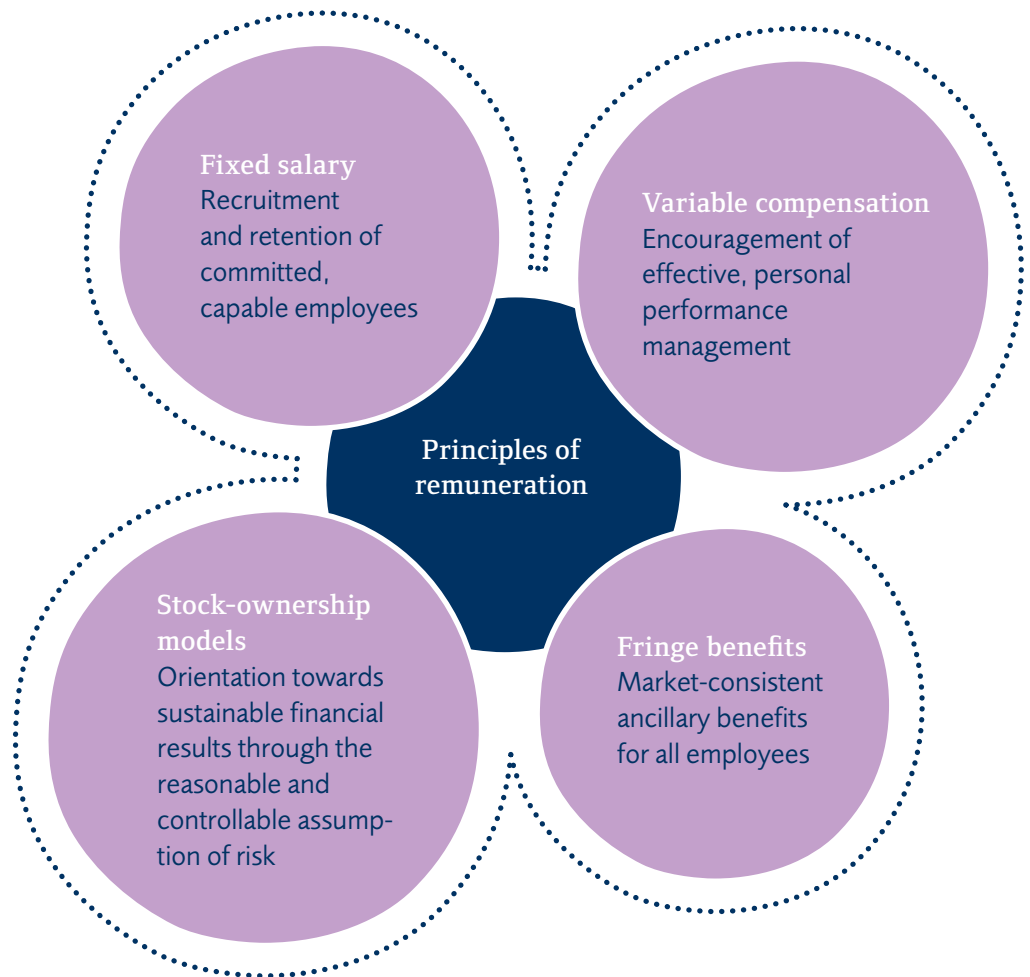 Fixed salary
Recruitment
and retention of
committed,
capable employees
Variable compensation
Encouragement of
effective, personal
performance
management
Principles of
remuneration
Stock-ownership
models
Orientation towards
sustainable financial
results through the
reasonable and
controllable assump-
tion of risk
Fringe benefits
Market-consistent
ancillary benefits
for all employees